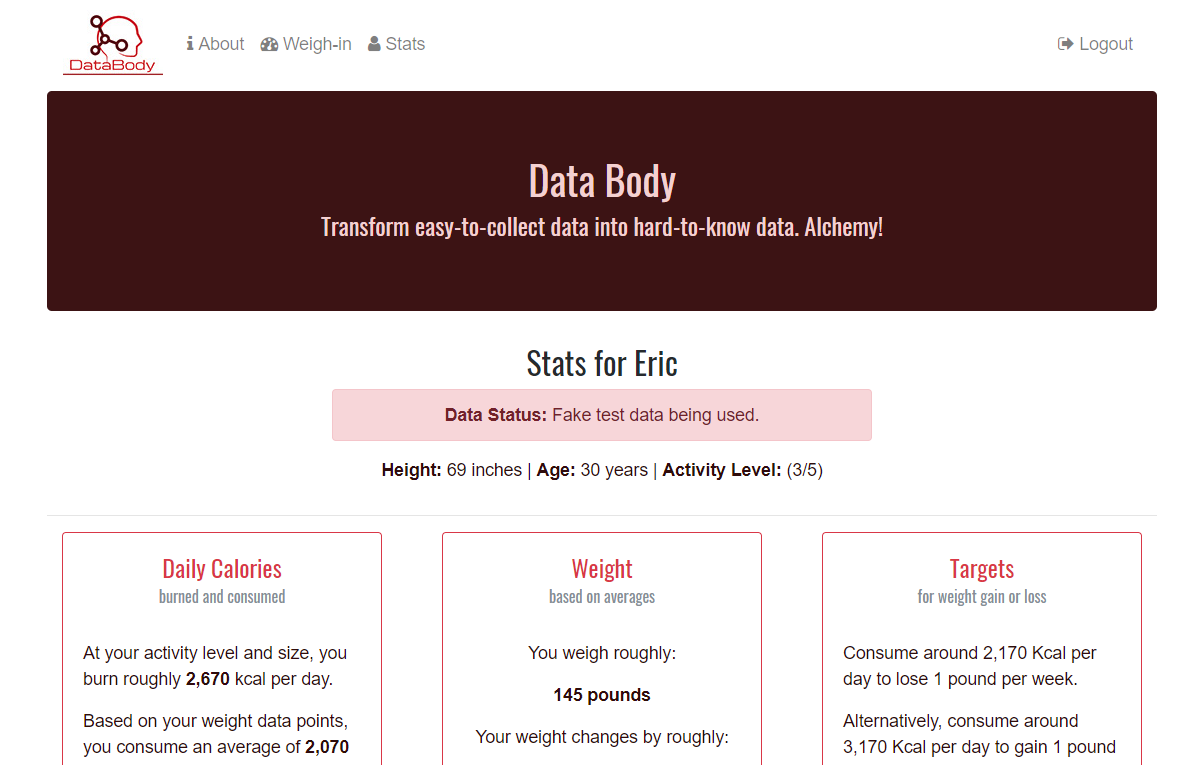 DataBody
About
Weigh-in
Stats
Logout
Data Body
Transform easy-to-collect data into hard-to-know data. Alchemy!
Stats for Eric
Data Status: Fake test data being used.
Height: 69 inches | Age: 30 years | Activity Level: (3/5)
Daily Calories
burned and consumed
At your activity level and size, you
burn roughly 2,670 kcal per day.
Based on your weight data points,
you consume an average of 2,070
Weight
based on averages
You weigh roughly:
145 pounds
Your weight changes by roughly:
Targets
for weight gain or loss
Consume around 2,170 Kcal per
day to lose 1 pound per week.
Alternatively, consume around
3,170 Kcal per day to gain 1 pound